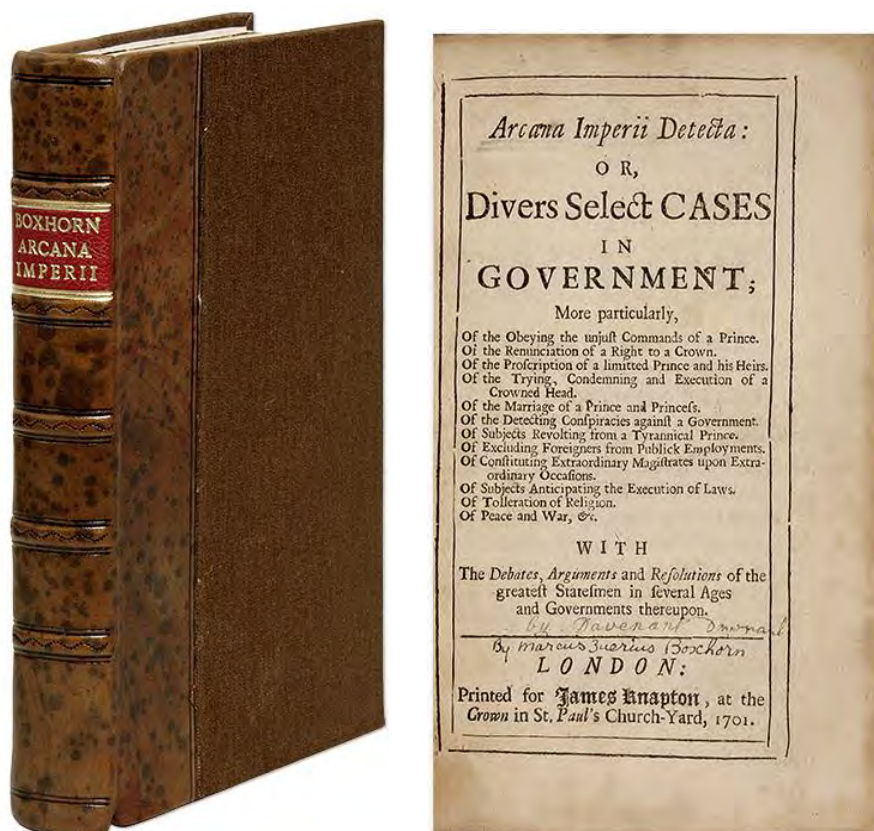 BOXHORN
ARCANA
IMPERII
Arcana Imperii Detecta:
OR,
Divers Select CASES
IN
GOVERNMENT;
More particularly,
Of the Obeying the unjuſt Commands of a Prince.
Of the Renunciation of a Right to a Crown.
Of the Proſcription of a limitted Prince and his Heirs.
Of the Trying, Condemning and Execution of a
Crowned Head.
Of the Marriage of a Prince and Princeſs.
Of the Detecting Conſpiracies againſt a Government.
Of Subjects Revolting from a Tyrannical Prince.
Of Excluding Foreigners from Publick Employments.
Of Conſtituting Extraordinary Magiſtrates upon Extra-
ordinary Occaſions.
Of Subjects Anticipating the Execution of Laws.
Of Tolleration of Religion.
Of Peace and War, &c.
WITH
The Debates, Arguments and Reſolutions of the
greateſt Stateſmen in ſeveral Ages
and Governments thereupon.
by Davenant
By Marcus Zuerius Boxhorn
LONDON:
Printed for James Knapton, at the
Crown in St. Paul's Church-Yard, 1701.